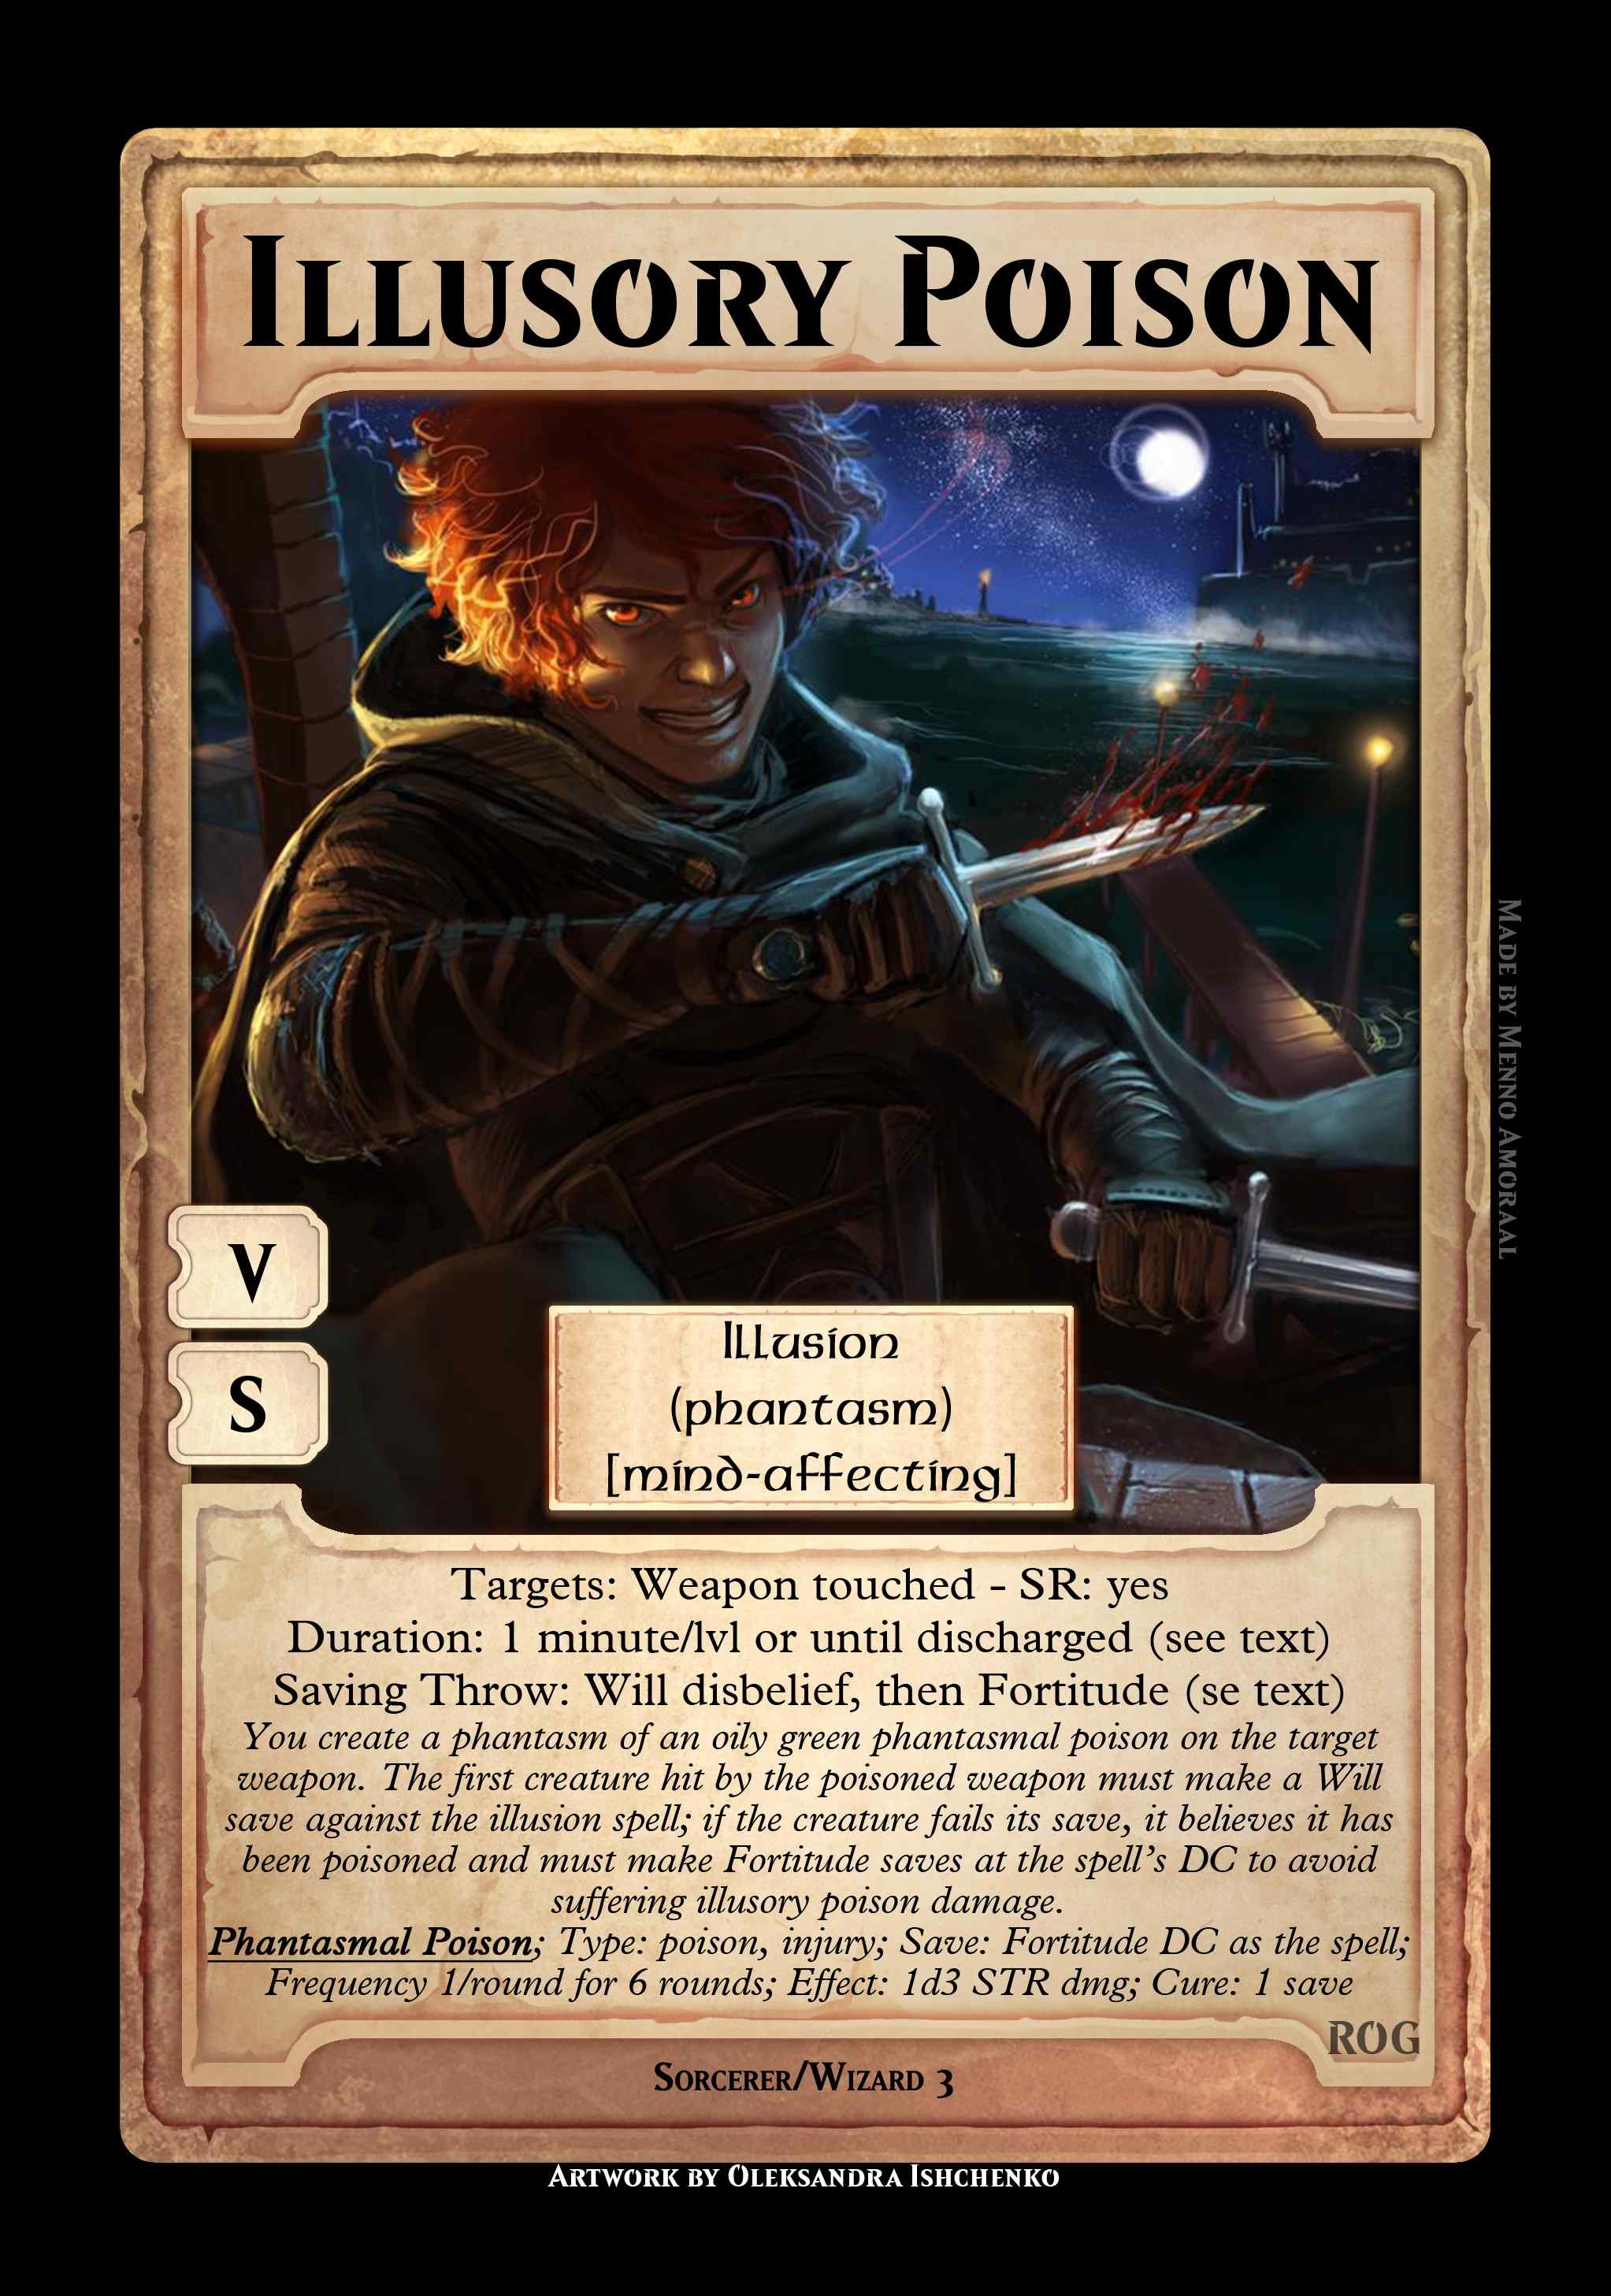 Illusory Poison
V
S
Illusion
(phantasm)
[mind-affecting]
Targets: Weapon touched - SR: yes
Duration: 1 minute/lvl or until discharged (see text)
Saving Throw: Will disbelief, then Fortitude (se text)
You create a phantasm of an oily green phantasmal poison on the target
weapon. The first creature hit by the poisoned weapon must make a Will
save against the illusion spell; if the creature fails its save, it believes it has
been poisoned and must make Fortitude saves at the spell's DC to avoid
suffering illusory poison damage.
Phantasmal Poison; Type: poison, injury; Save: Fortitude DC as the spell;
Frequency 1/round for 6 rounds; Effect: 1d3 STR dmg; Cure: 1 save
ROG
Sorcerer/Wizard 3
Artwork by Oleksandra Ishchenko
Made by Menno Amoraal